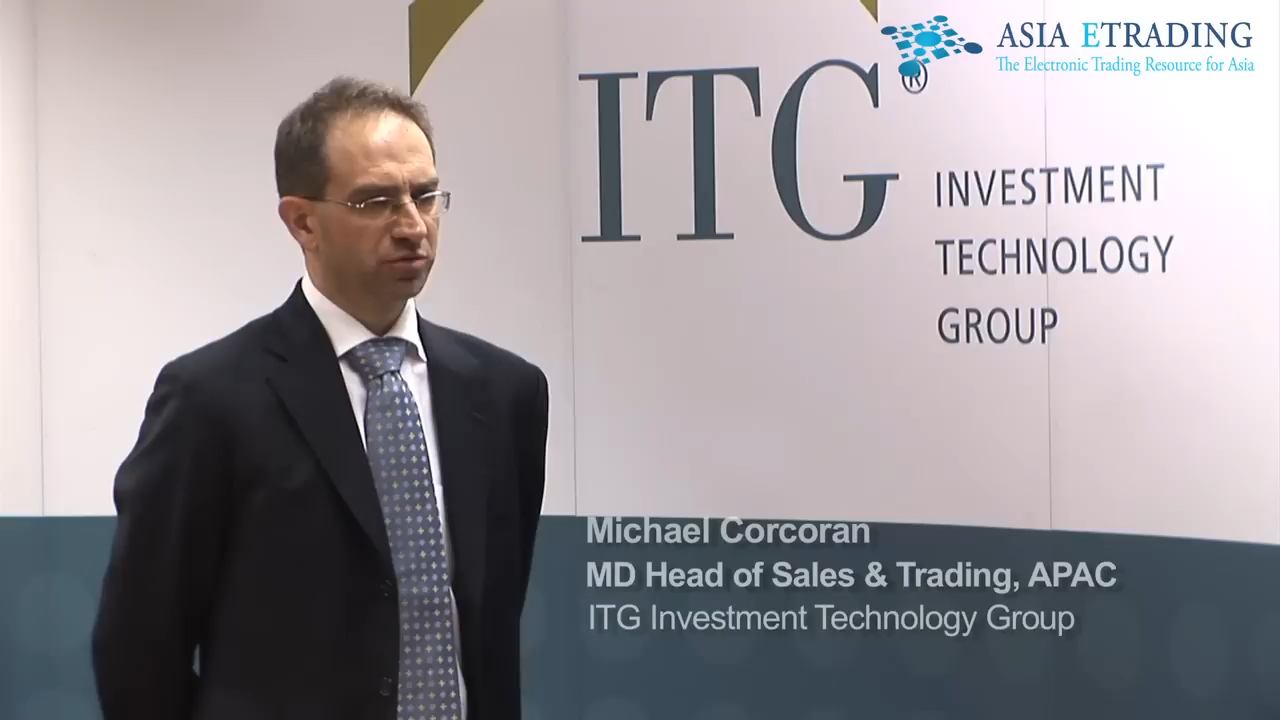 ASIA ETRADING
The Electronic Trading Resource for Asia
ITG®
INVESTMENT
TECHNOLOGY
GROUP
Michael Corcoran
MD Head of Sales & Trading, APAC
ITG Investment Technology Group